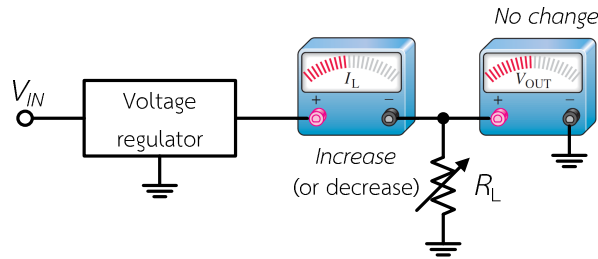 No change
V_IN
Voltage
regulator
I_L
+ −
Increase
(or decrease)
V_OUT
+ −
R_L